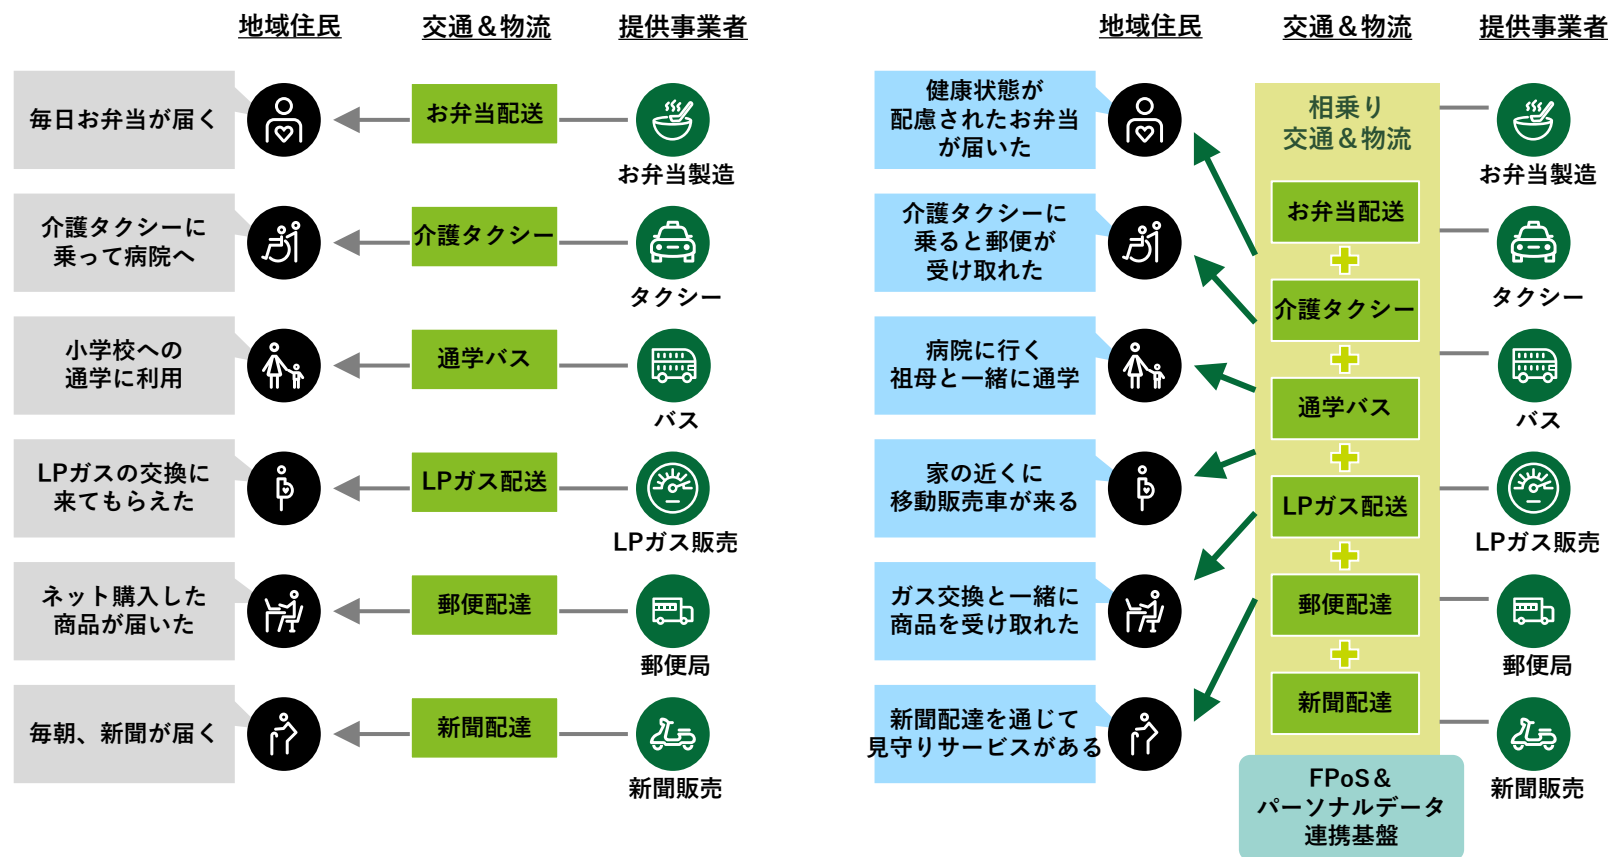 地域住民
交通＆物流
提供事業者
毎日お弁当が届く
お弁当配送
お弁当製造
介護タクシーに
乗って病院へ
介護タクシー
タクシー
小学校への
通学に利用
通学バス
バス
LPガスの交換に
来てもらえた
LPガス配送
LPガス販売
ネット購入した
商品が届いた
郵便配達
郵便局
毎朝、新聞が届く
新聞配達
新聞販売
地域住民
交通＆物流
提供事業者
健康状態が
配慮されたお弁当
が届いた
相乗り
交通＆物流
お弁当製造
お弁当配送
介護タクシーに
乗ると郵便が
受け取れた
タクシー
介護タクシー
病院に行く
祖母と一緒に通学
通学バス
バス
家の近くに
移動販売車が来る
LPガス配送
LPガス販売
ガス交換と一緒に
商品を受け取れた
郵便配達
郵便局
新聞配達を通じて
見守りサービスがある
新聞配達
新聞販売
FPoS＆
パーソナルデータ
連携基盤